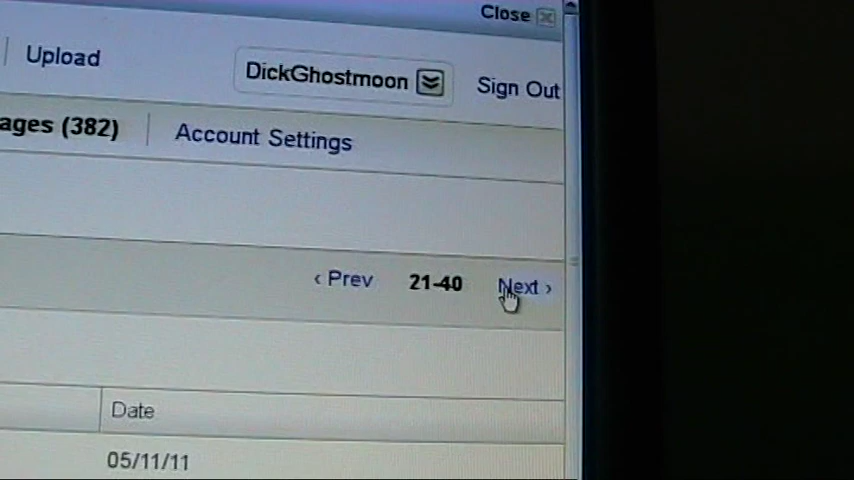 Close
Upload
DickGhostmoon
Sign Out
ages (382)
Account Settings
‹ Prev 21-40 Next ›
Date
05/11/11